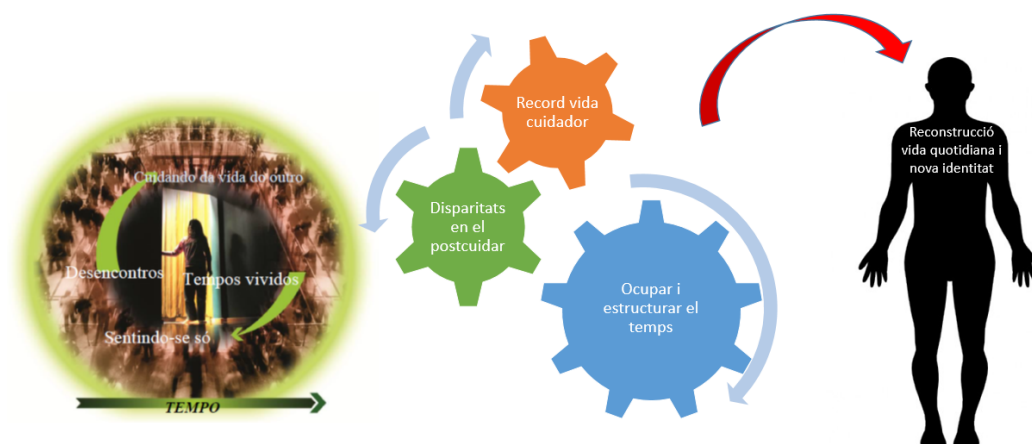 Cuidando da vida do outro
Desencontros
Tempos vividos
Sentindo-se só
TEMPO
Record vida
cuidador
Disparitats
en el
postcuidar
Ocupar i
estructurar el
temps
Reconstrucció
vida quotidiana i
nova identitat